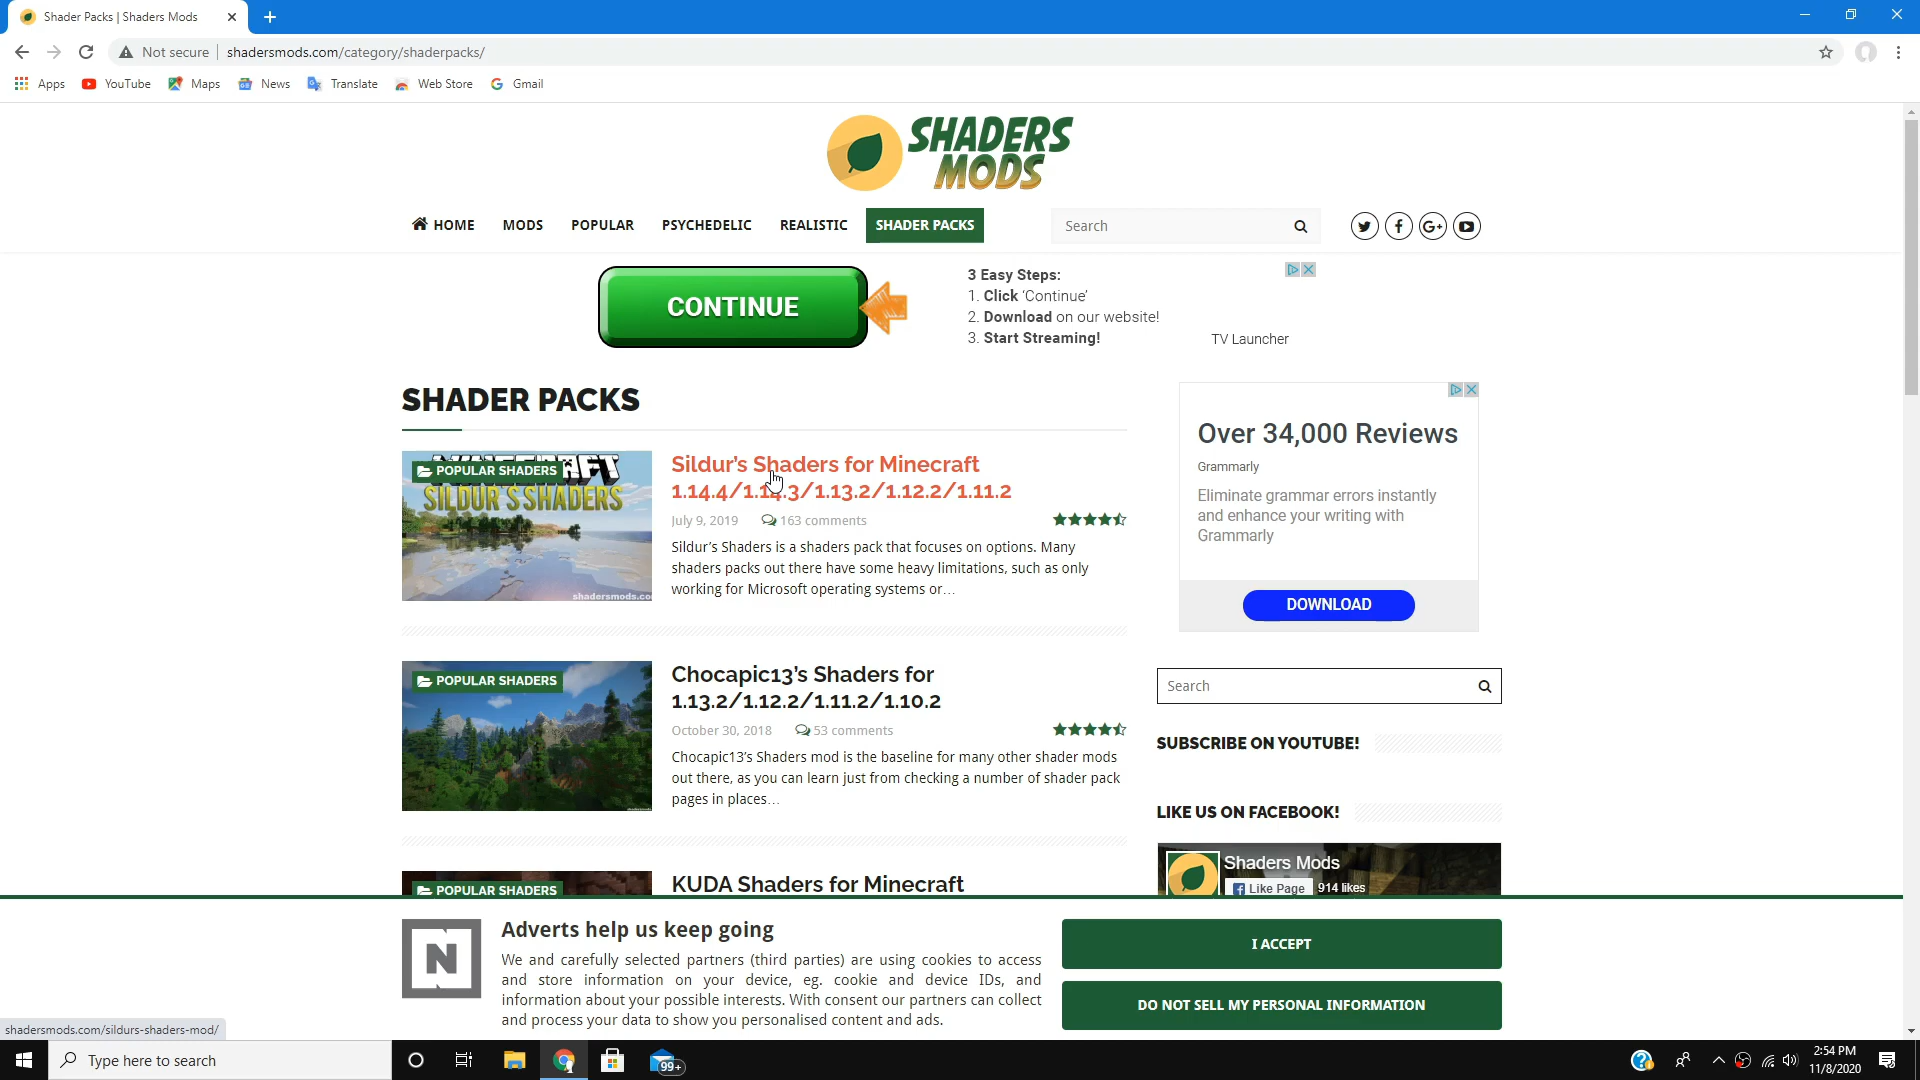 Shader Packs | Shaders Mods
Not secure
shadersmods.com/category/shaderpacks/
Apps
YouTube
Maps
News
Translate
Web Store
Gmail
SHADERS
MODS
HOME
MODS
POPULAR
PSYCHEDELIC
REALISTIC
SHADER PACKS
Search
CONTINUE
3 Easy Steps:
1. Click ‘Continue’
2. Download on our website!
3. Start Streaming!
TV Launcher
SHADER PACKS
POPULAR SHADERS
SILDUR'S SHADERS
shadersmods.co
Sildur’s Shaders for Minecraft
1.14.4/1.14.3/1.13.2/1.12.2/1.11.2
July 9, 2019
163 comments
Sildur’s Shaders is a shaders pack that focuses on options. Many
shaders packs out there have some heavy limitations, such as only
working for Microsoft operating systems or…
Over 34,000 Reviews
Grammarly
Eliminate grammar errors instantly
and enhance your writing with
Grammarly
DOWNLOAD
POPULAR SHADERS
Chocapic13’s Shaders for
1.13.2/1.12.2/1.11.2/1.10.2
October 30, 2018
53 comments
Chocapic13’s Shaders mod is the baseline for many other shader mods
out there, as you can learn just from checking a number of shader pack
pages in places…
Search
SUBSCRIBE ON YOUTUBE!
LIKE US ON FACEBOOK!
Shaders Mods
Like Page
914 likes
POPULAR SHADERS
KUDA Shaders for Minecraft
N
Adverts help us keep going
We and carefully selected partners (third parties) are using cookies to access
and store information on your device, eg. cookie and device IDs, and
information about your possible interests. With consent our partners can collect
and process your data to show you personalised content and ads.
I ACCEPT
DO NOT SELL MY PERSONAL INFORMATION
shadersmods.com/sildurs-shaders-mod/
Type here to search
99+
2:54 PM
11/8/2020